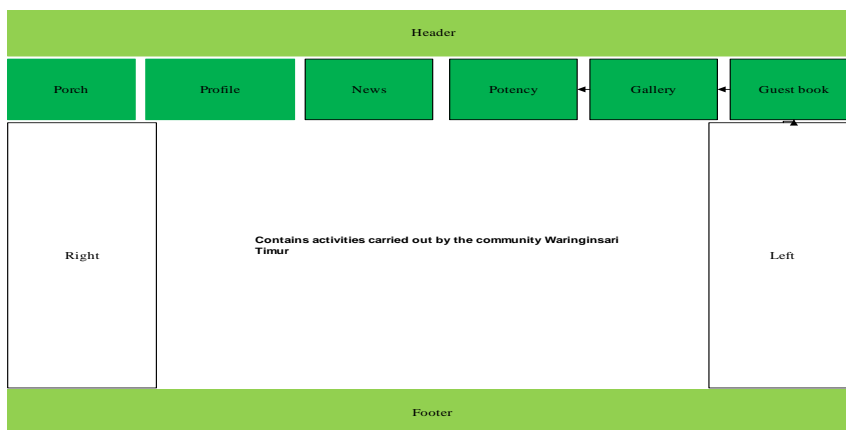 Header
Porch
Profile
News
Potency
Gallery
Guest book
Right
Contains activities carried out by the community Waringinsari
Timur
Left
Footer